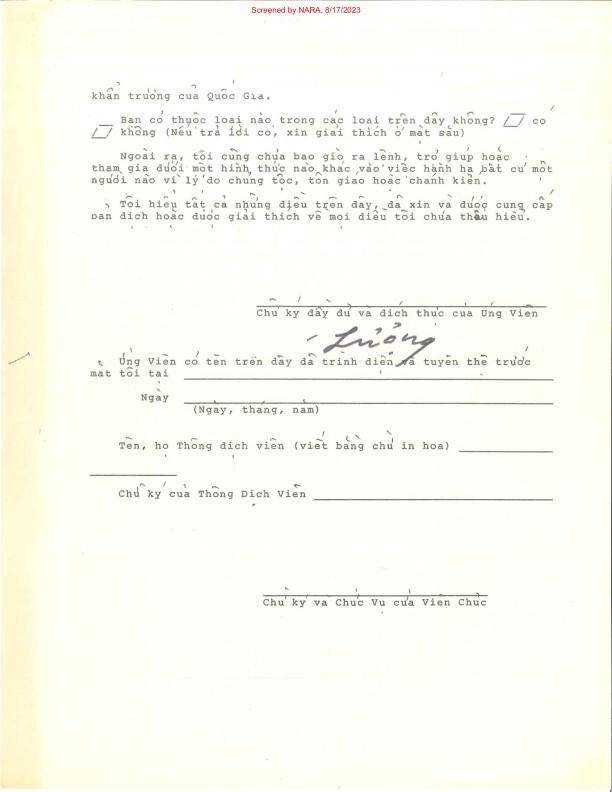 Screened by NARA, 8/17/2023
khẩn trương của Quốc Gia.
Bạn có thuộc loại nào trong các loại trên đây không? có
không (Nếu trả lời có, xin giải thích ở mặt sau)
Ngoài ra, tôi cũng chưa bao giờ ra lệnh, trợ giúp hoặc
tham gia dưới một hình thức nào khác vào việc hành hạ bất cứ một
người nào vì lý do chủng tộc, tôn giáo hoặc chánh kiến.
Tôi hiểu tất cả những điều trên đây, đã xin và được cung cấp
bản dịch hoặc được giải thích về mọi điều tôi chưa thấu hiểu.
Chữ ký đầy đủ và đích thực của Ứng Viên
Lưởng
Ứng Viên có tên trên đây đã trình diện và tuyên thệ trước
mặt tôi tại
Ngày
(Ngày, tháng, năm)
Tên, họ Thông dịch viên (viết bằng chữ in hoa)
Chữ ký của Thông Dịch Viên
Chữ ký và Chức Vụ của Viên Chức